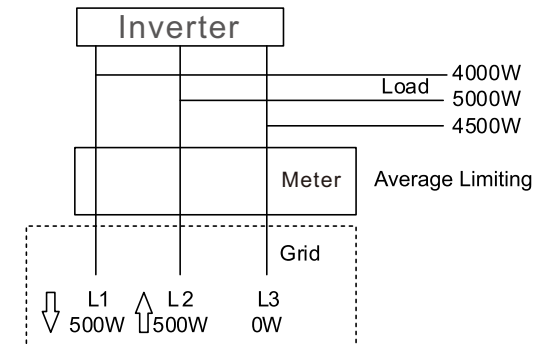 Inverter
4000W
Load
5000W
4500W
Meter
Average Limiting
Grid
L1 L2 L3
500W 500W 0W